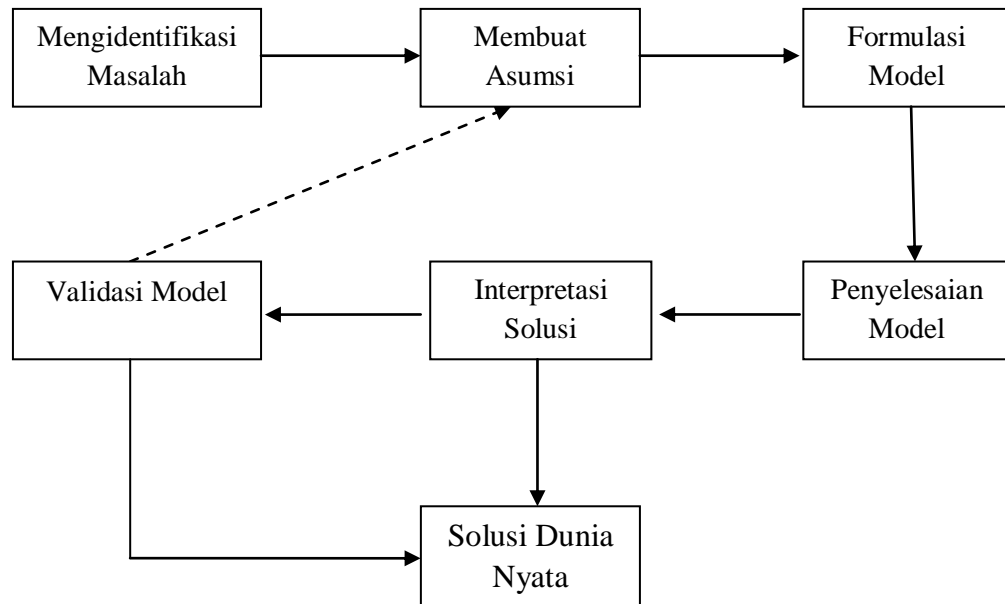 Mengidentifikasi
Masalah
Membuat
Asumsi
Formulasi
Model
Validasi Model
Interpretasi
Solusi
Penyelesaian
Model
Solusi Dunia
Nyata